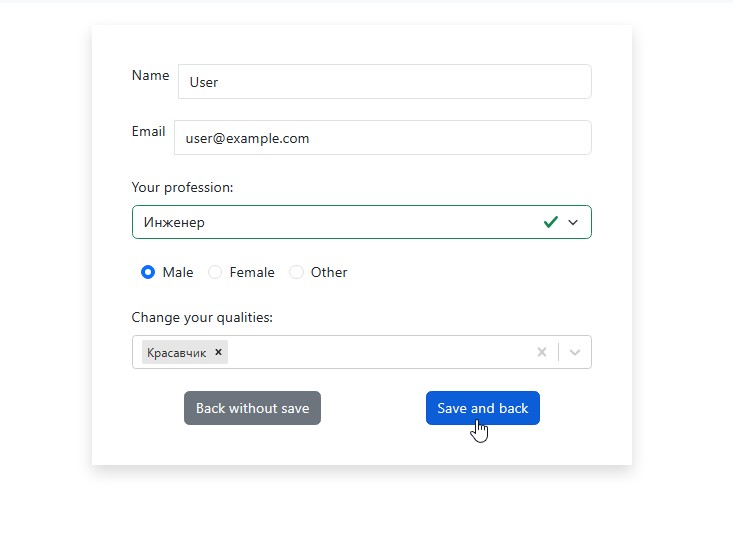 Name User
Email user@example.com
Your profession:
Инженер
Male Female Other
Change your qualities:
Красавчик
Back without save Save and back